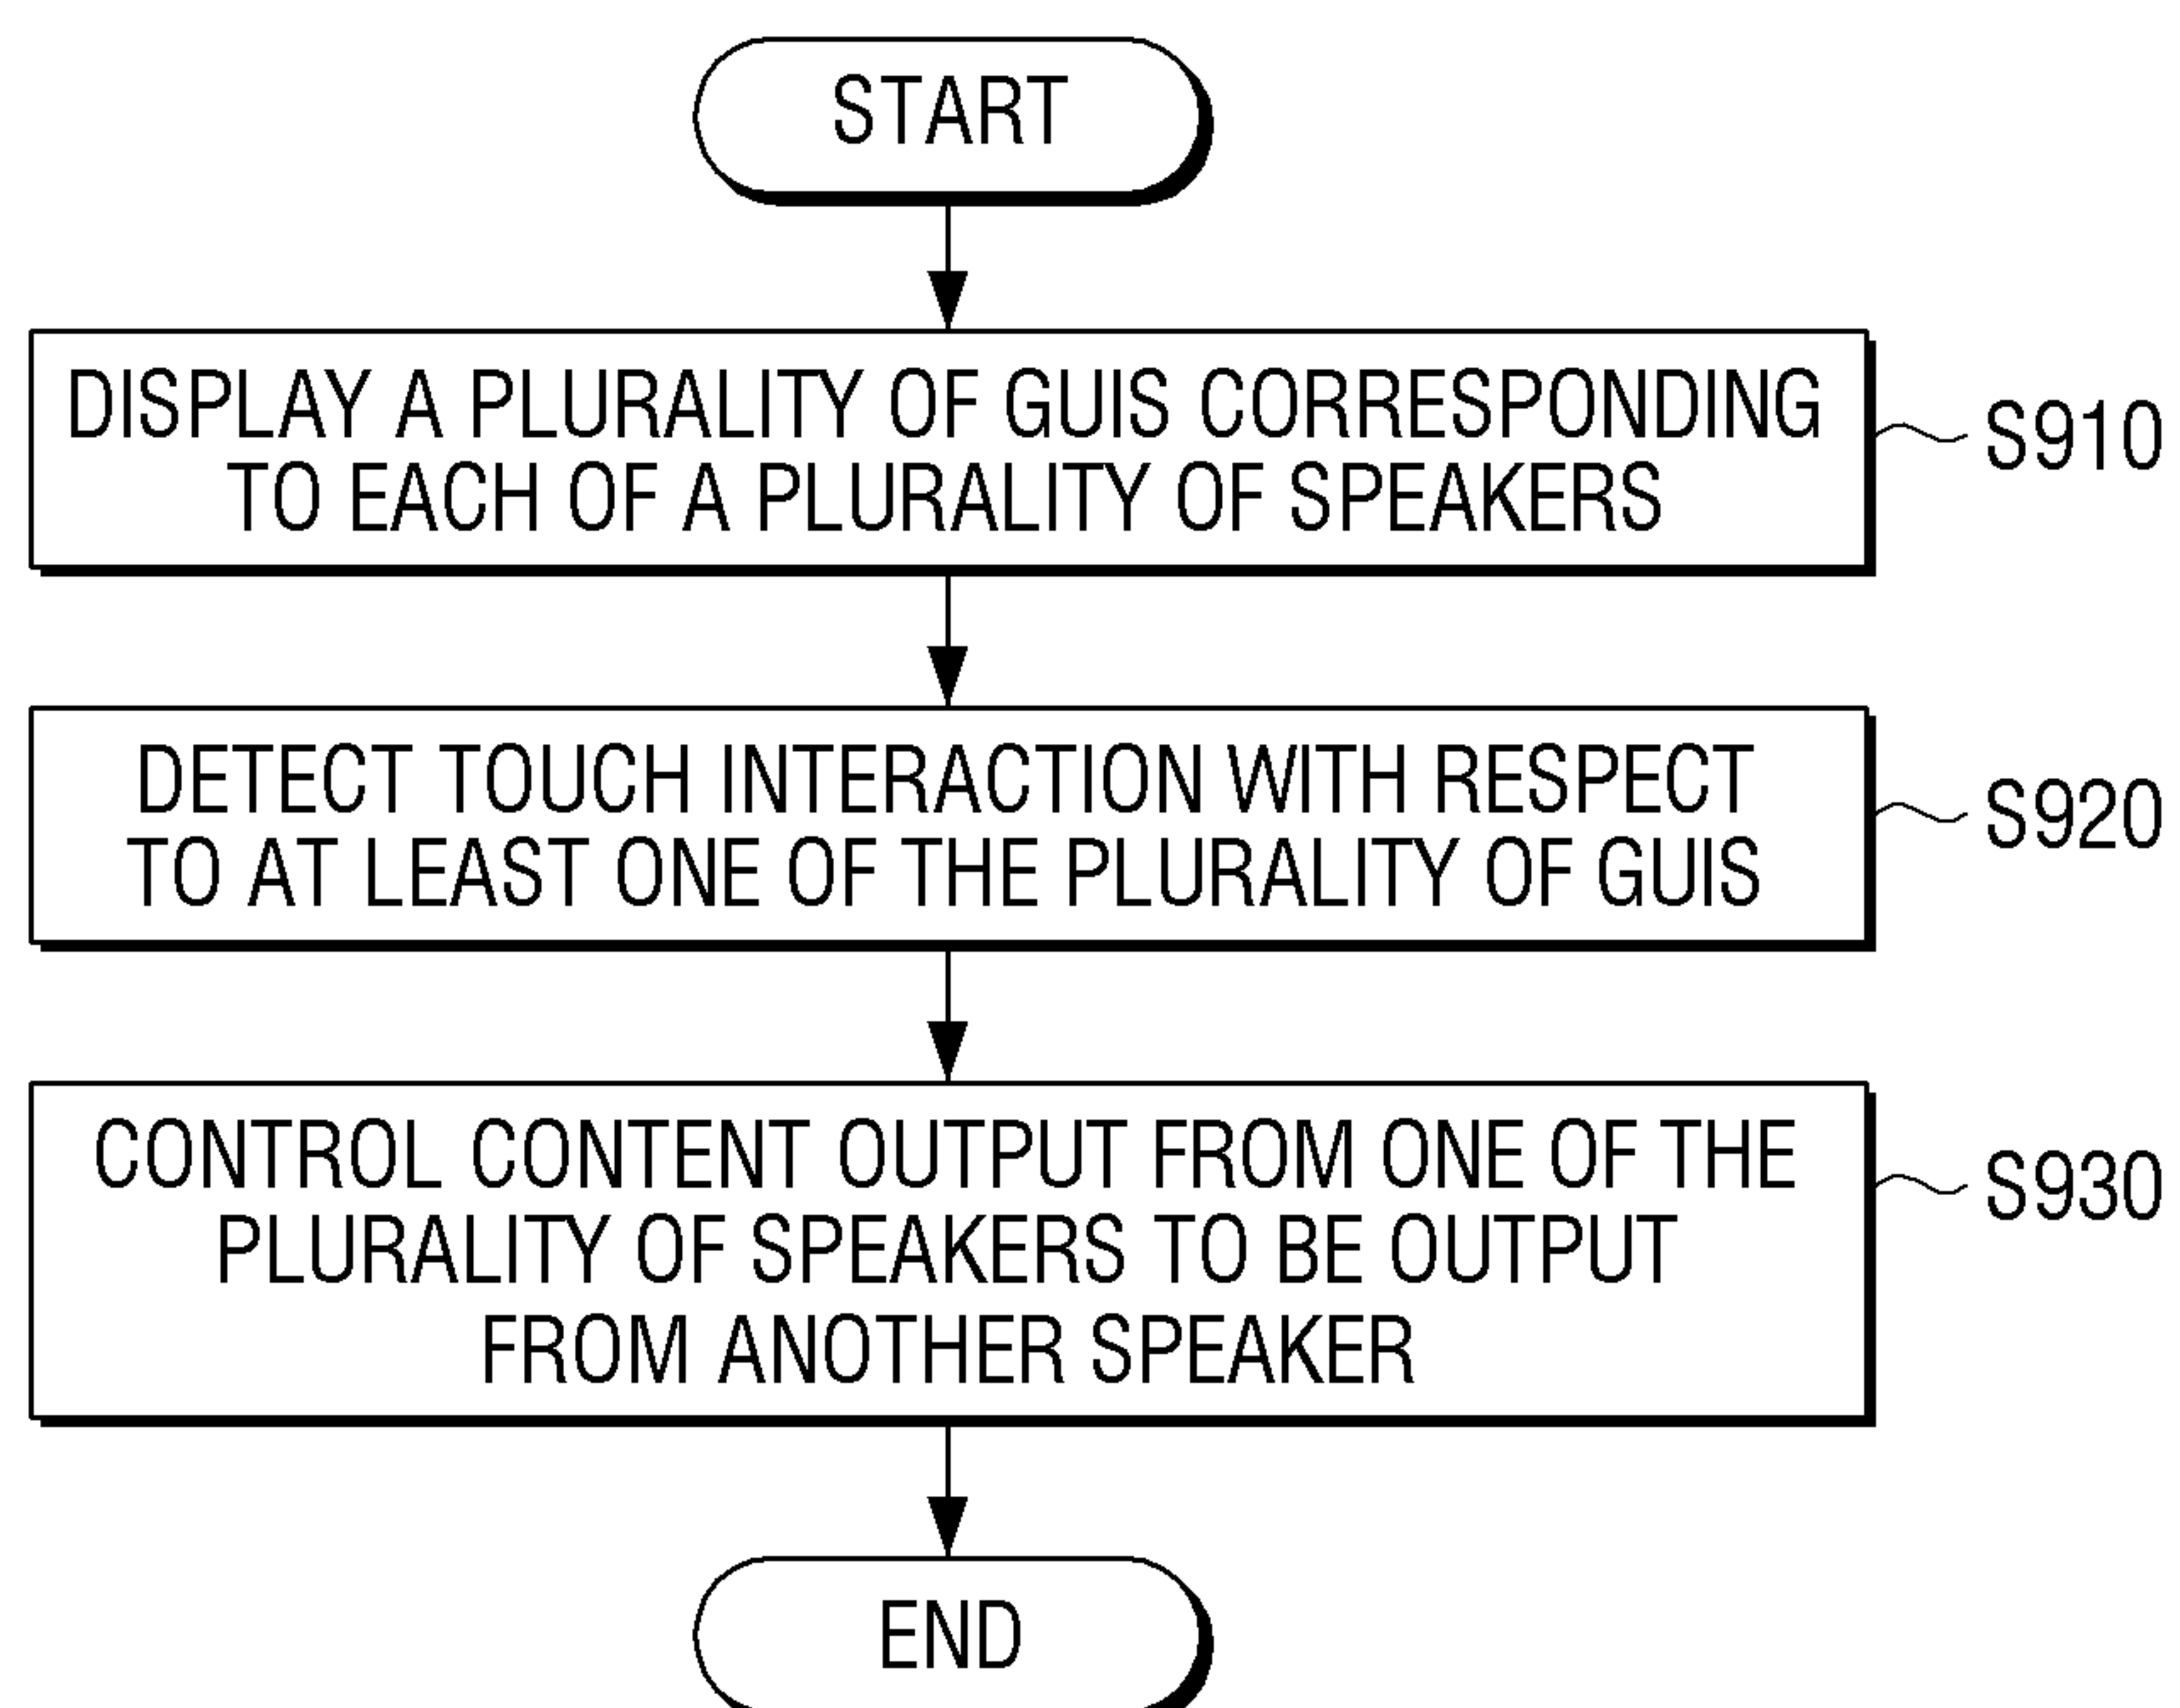 START
DISPLAY A PLURALITY OF GUIS CORRESPONDING
TO EACH OF A PLURALITY OF SPEAKERS
S910
DETECT TOUCH INTERACTION WITH RESPECT
TO AT LEAST ONE OF THE PLURALITY OF GUIS
S920
CONTROL CONTENT OUTPUT FROM ONE OF THE
PLURALITY OF SPEAKERS TO BE OUTPUT
FROM ANOTHER SPEAKER
S930
END